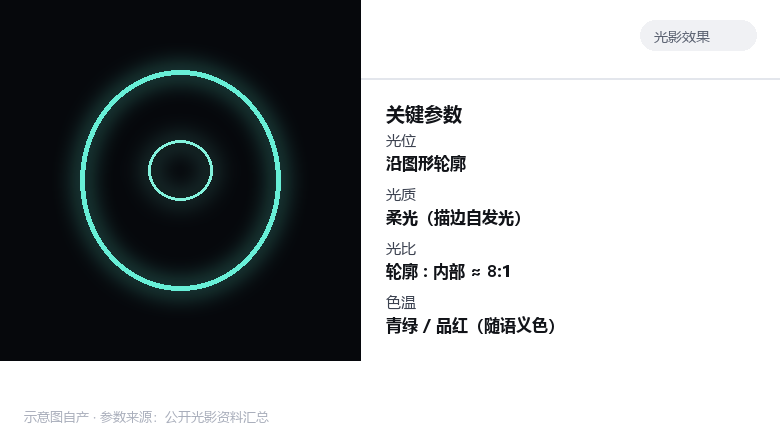 光影效果
关键参数
光位
沿图形轮廓
光质
柔光（描边自发光）
光比
轮廓 : 内部 ≈ 8:1
色温
青绿 / 品红（随语义色）
示意图自产 · 参数来源：公开光影资料汇总